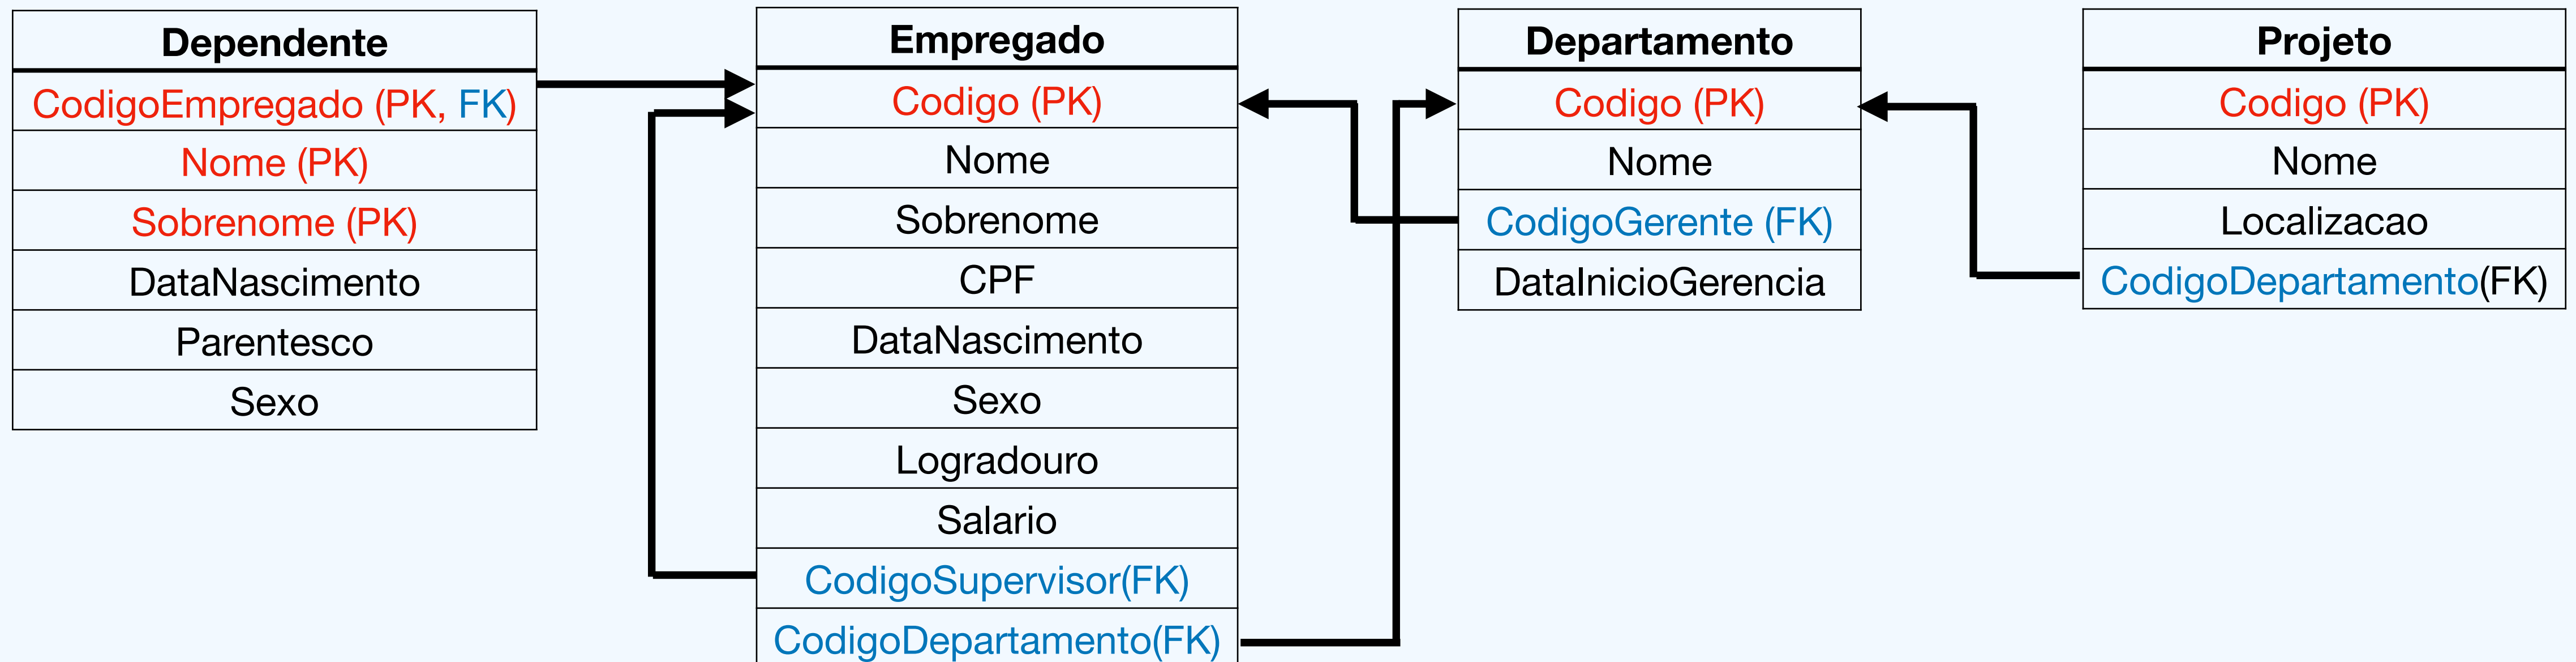 Dependente
CodigoEmpregado (PK, FK)
Nome (PK)
Sobrenome (PK)
DataNascimento
Parentesco
Sexo
Empregado
Codigo (PK)
Nome
Sobrenome
CPF
DataNascimento
Sexo
Logradouro
Salario
CodigoSupervisor(FK)
CodigoDepartamento(FK)
Departamento
Codigo (PK)
Nome
CodigoGerente (FK)
DataInicioGerencia
Projeto
Codigo (PK)
Nome
Localizacao
CodigoDepartamento(FK)